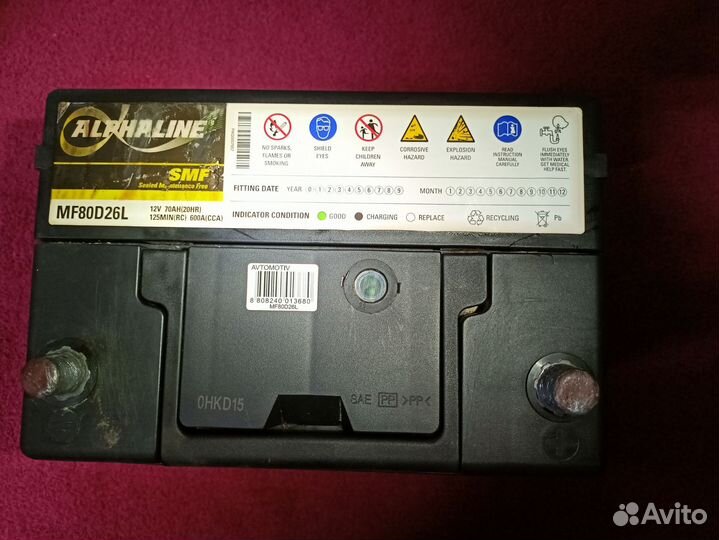 ALPHALINE
SMF
Sealed Maintenance Free
MF80D26L
12V 70AH(20HR)
125MIN(RC) 600A(CCA)
NO SPARKS, FLAMES OR SMOKING
SHIELD EYES
KEEP CHILDREN AWAY
CORROSIVE HAZARD
EXPLOSION HAZARD
READ INSTRUCTION MANUAL CAREFULLY
FLUSH EYES IMMEDIATELY WITH WATER GET MEDICAL HELP FAST.
FITTING DATE YEAR 0 1 2 3 4 5 6 7 8 9 MONTH 1 2 3 4 5 6 7 8 9 10 11 12
INDICATOR CONDITION GOOD CHARGING REPLACE RECYCLING Pb
AVTOMOTIV
8 808240 013680
MF80D26L
0HKD15
SAE PP >PP<
Avito